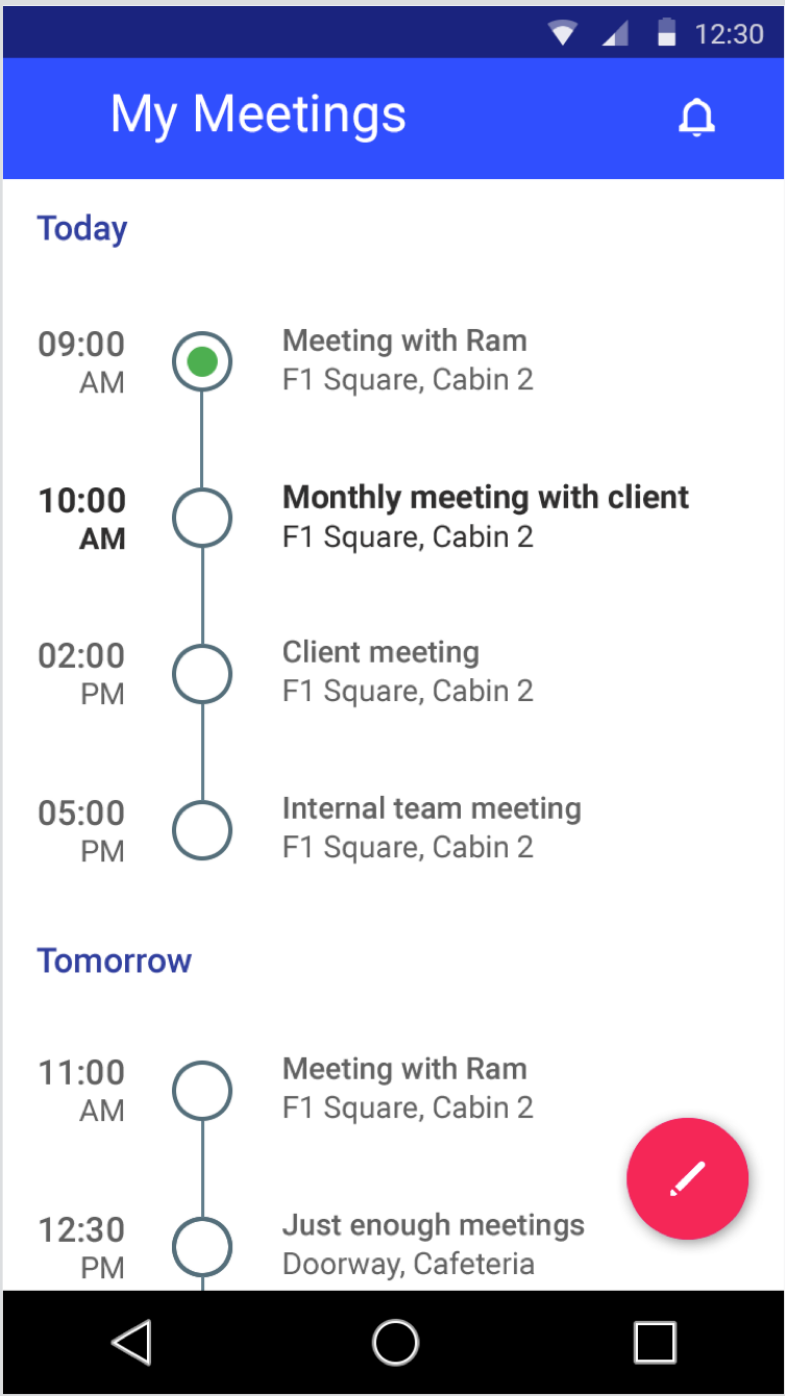 12:30
My Meetings
Today
09:00
AM
Meeting with Ram
F1 Square, Cabin 2
10:00
AM
Monthly meeting with client
F1 Square, Cabin 2
02:00
PM
Client meeting
F1 Square, Cabin 2
05:00
PM
Internal team meeting
F1 Square, Cabin 2
Tomorrow
11:00
AM
Meeting with Ram
F1 Square, Cabin 2
12:30
PM
Just enough meetings
Doorway, Cafeteria